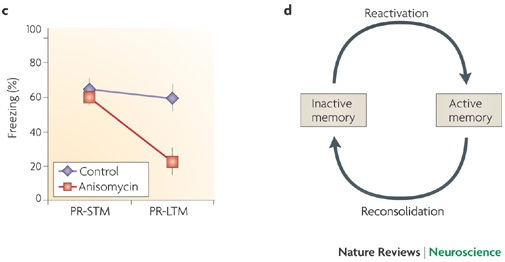 c
100
80
60
40
20
0
Freezing (%)
Control
Anisomycin
PR-STM
PR-LTM
d
Reactivation
Inactive
memory
Active
memory
Reconsolidation
Nature Reviews | Neuroscience